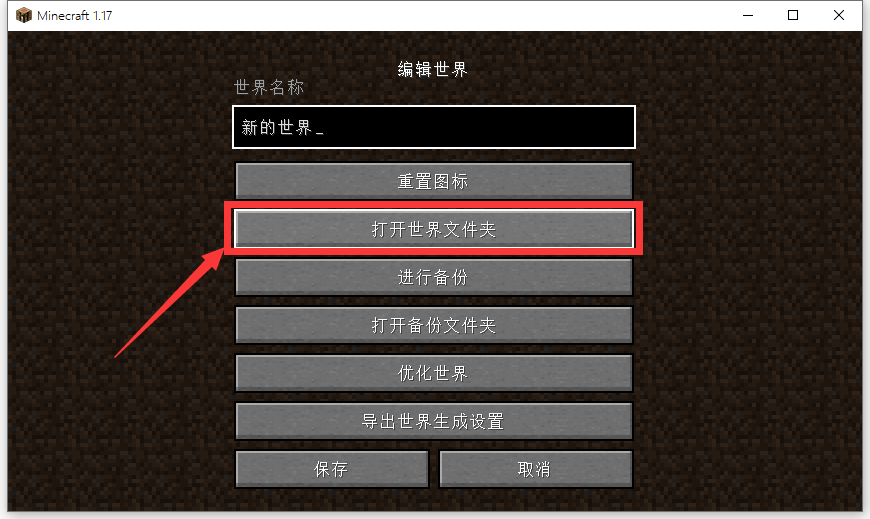 Minecraft 1.17
编辑世界
世界名称
新的世界_
重置图标
打开世界文件夹
进行备份
打开备份文件夹
优化世界
导出世界生成设置
保存 取消